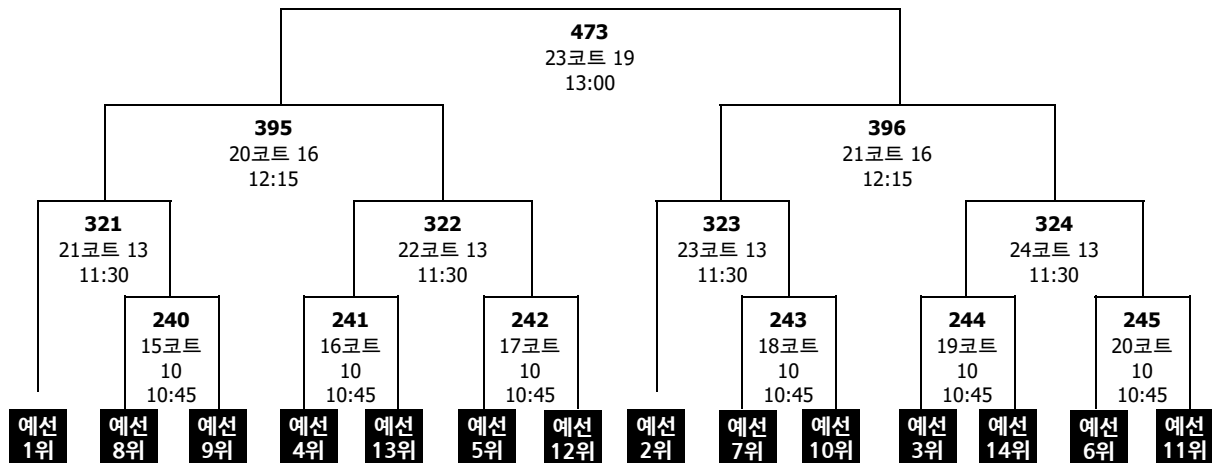 473
23코트 19
13:00
395
20코트 16
12:15
396
21코트 16
12:15
321
21코트 13
11:30
322
22코트 13
11:30
323
23코트 13
11:30
324
24코트 13
11:30
240
15코트
10
10:45
241
16코트
10
10:45
242
17코트
10
10:45
243
18코트
10
10:45
244
19코트
10
10:45
245
20코트
10
10:45
예선
1위
예선
8위
예선
9위
예선
4위
예선
13위
예선
5위
예선
12위
예선
2위
예선
7위
예선
10위
예선
3위
예선
14위
예선
6위
예선
11위